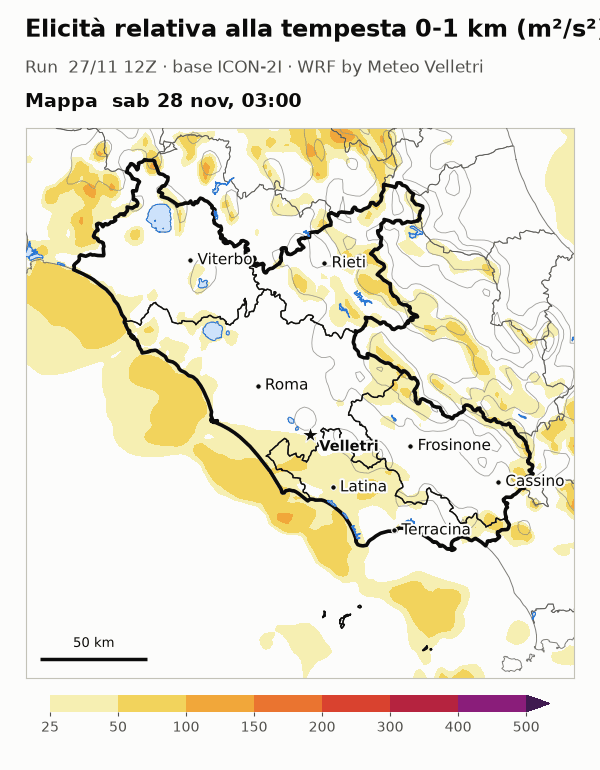 Elicità relativa alla tempesta 0-1 km (m²/s²)
Run 27/11 12Z · base ICON-2I · WRF by Meteo Velletri
Mappa sab 28 nov, 03:00
Viterbo
Rieti
Roma
Velletri
Frosinone
Latina
Cassino
Terracina
50 km
25 50 100 150 200 300 400 500